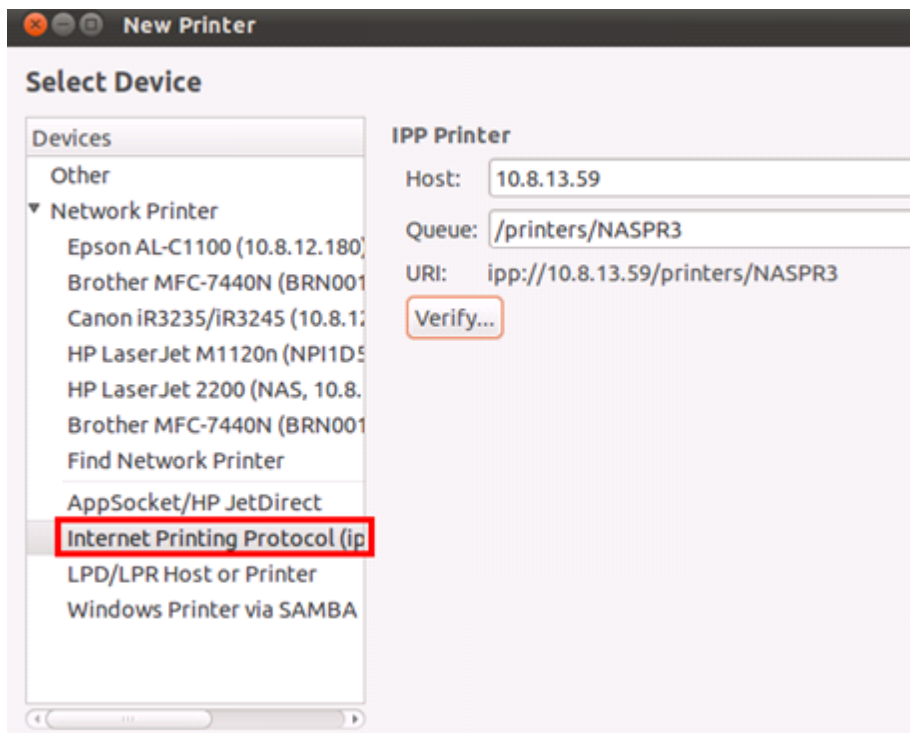 New Printer
Select Device
Devices
Other
Network Printer
Epson AL-C1100 (10.8.12.180)
Brother MFC-7440N (BRN001
Canon iR3235/iR3245 (10.8.12
HP LaserJet M1120n (NPI1D5
HP LaserJet 2200 (NAS, 10.8.
Brother MFC-7440N (BRN001
Find Network Printer
AppSocket/HP JetDirect
Internet Printing Protocol (ip
LPD/LPR Host or Printer
Windows Printer via SAMBA
IPP Printer
Host: 10.8.13.59
Queue: /printers/NASPR3
URI: ipp://10.8.13.59/printers/NASPR3
Verify...